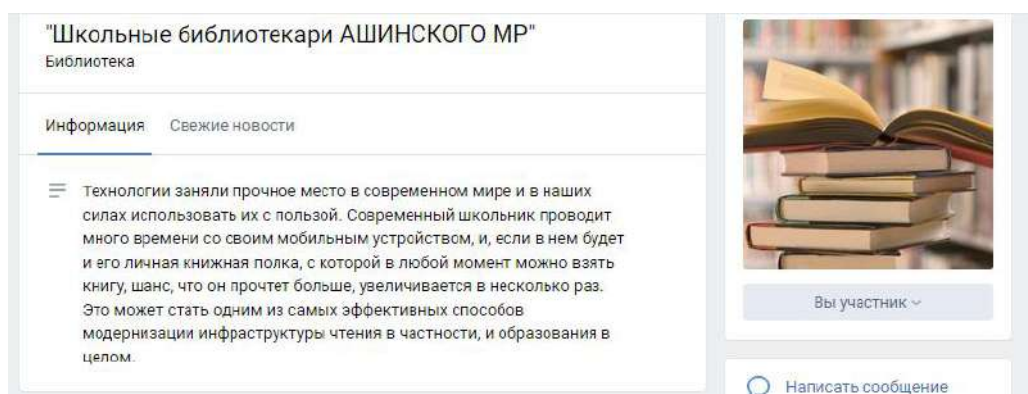 "Школьные библиотекари АШИНСКОГО МР"
Библиотека
Информация Свежие новости
Технологии заняли прочное место в современном мире и в наших
силах использовать их с пользой. Современный школьник проводит
много времени со своим мобильным устройством, и, если в нем будет
и его личная книжная полка, с которой в любой момент можно взять
книгу, шанс, что он прочтет больше, увеличивается в несколько раз.
Это может стать одним из самых эффективных способов
модернизации инфраструктуры чтения в частности, и образования в
целом.
Вы участник
Написать сообщение